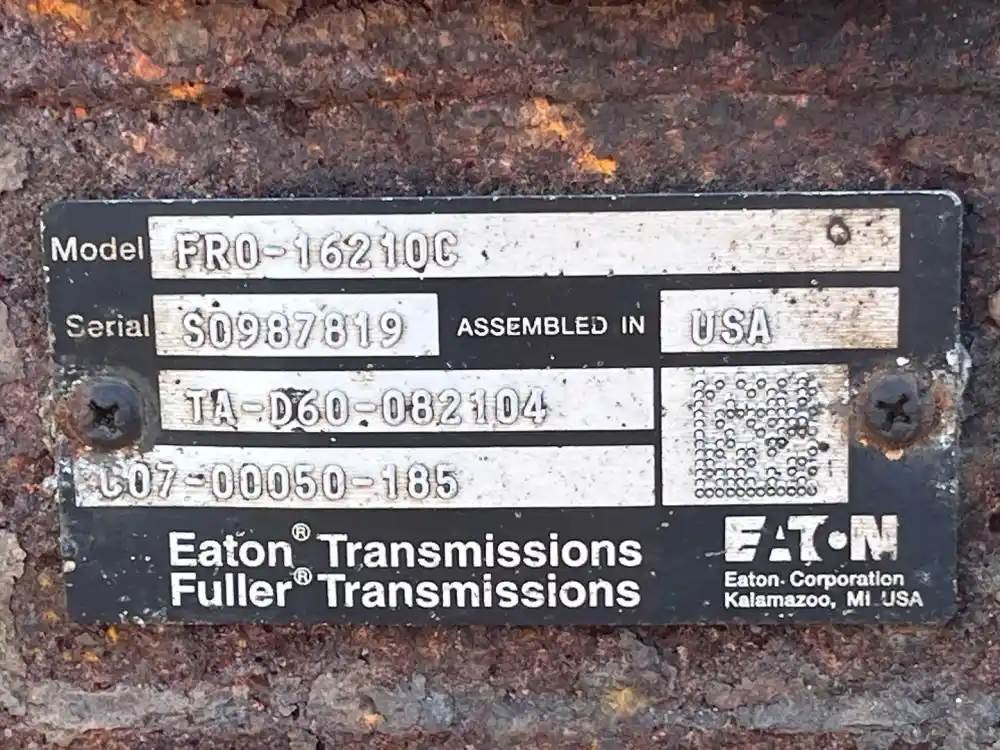 Model FRO-16210C
Serial S0987819 ASSEMBLED IN USA
TA-D60-082104
C07-00050-185
Eaton® Transmissions
Fuller® Transmissions
EATON
Eaton Corporation
Kalamazoo, MI USA